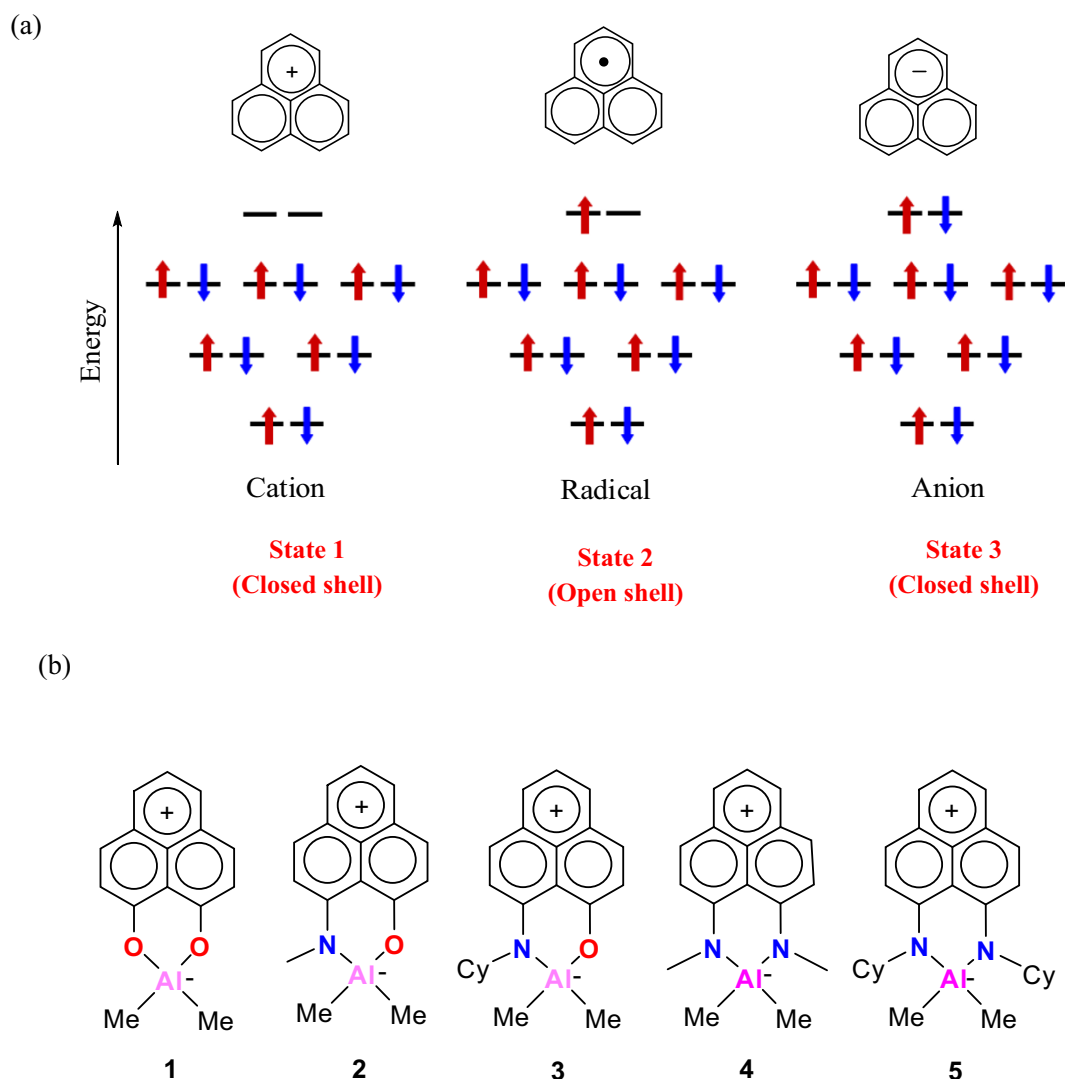 (a)
+
•
−
Energy
Cation Radical Anion
State 1 State 2 State 3
(Closed shell) (Open shell) (Closed shell)
(b)
+ + + + +
O O N O N O N N N N
Al- Cy Al- Al- Cy Al- Cy
Me Me Me Me Me Me Me Me Me Me
1 2 3 4 5